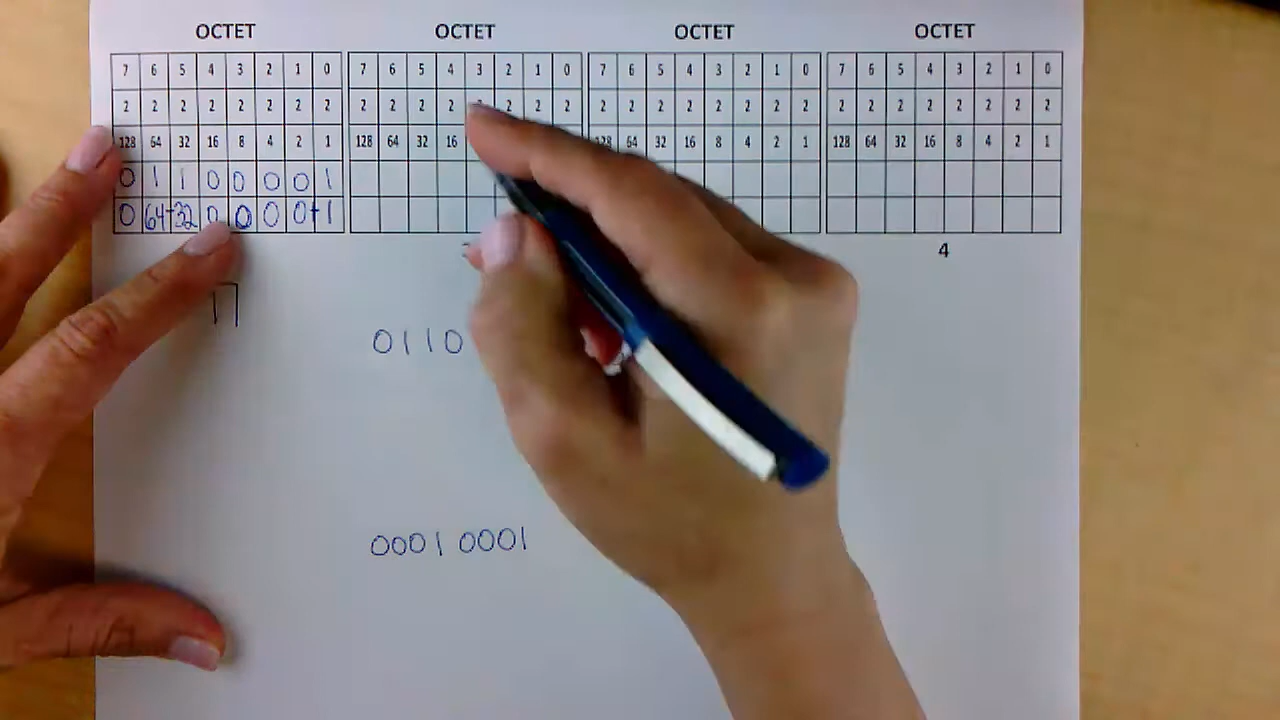 OCTET OCTET OCTET OCTET
7 6 5 4 3 2 1 0 7 6 5 4 3 2 1 0 7 6 5 4 3 2 1 0 7 6 5 4 3 2 1 0
2 2 2 2 2 2 2 2 2 2 2 2 2 2 2 2 2 2 2 2 2 2 2 2 2 2 2 2 2 2 2
128 64 32 16 8 4 2 1 128 64 32 16 128 64 32 16 8 4 2 1 128 64 32 16 8 4 2 1
0 1 1 0 0 0 0 1
0 64+32 0 0 0 0+1
4
17
0110
0001 0001